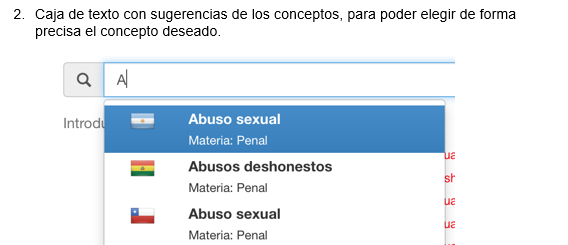 2. Caja de texto con sugerencias de los conceptos, para poder elegir de forma
precisa el concepto deseado.
A
Introdu
Abuso sexual
Materia: Penal
Abusos deshonestos
Materia: Penal
Abuso sexual
Materia: Penal
ua
sh
ua
ua